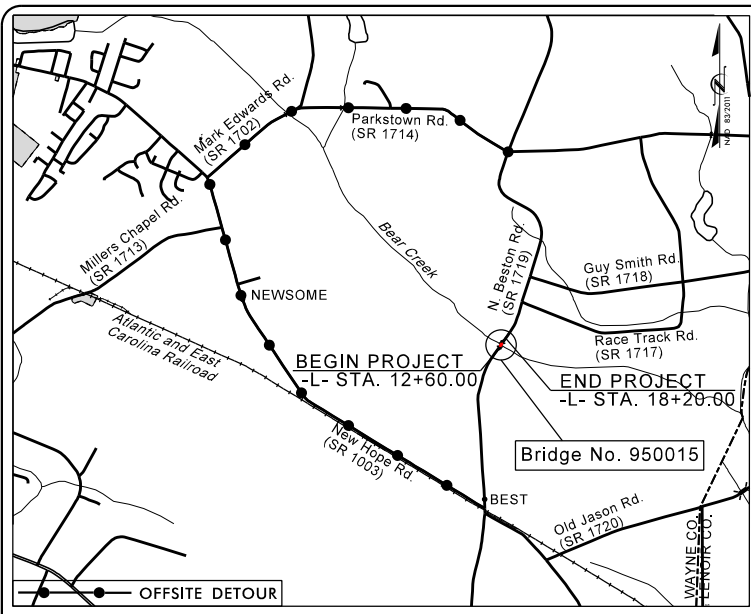 NAD 83/2011
Mark Edwards Rd.
(SR 1702)
Parkstown Rd.
(SR 1714)
Millers Chapel Rd.
(SR 1713)
Bear Creek
N. Beston Rd.
(SR 1719)
Guy Smith Rd.
(SR 1718)
NEWSOME
Atlantic and East
Carolina Railroad
Race Track Rd.
(SR 1717)
BEGIN PROJECT
-L- STA. 12+60.00
END PROJECT
-L- STA. 18+20.00
New Hope Rd.
(SR 1003)
Bridge No. 950015
BEST
Old Jason Rd.
(SR 1720)
WAYNE CO.
LENOIR CO.
OFFSITE DETOUR